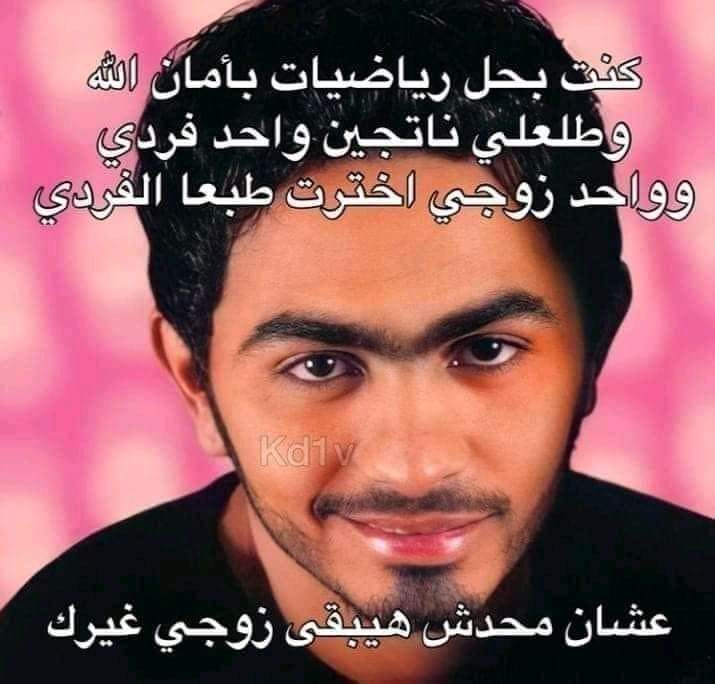 كنت بحل رياضيات بأمان الله
وطلعلي ناتجين واحد فردي
وواحد زوجي اخترت طبعا الفردي
Kd1v
عشان محدش هيبقى زوجي غيرك